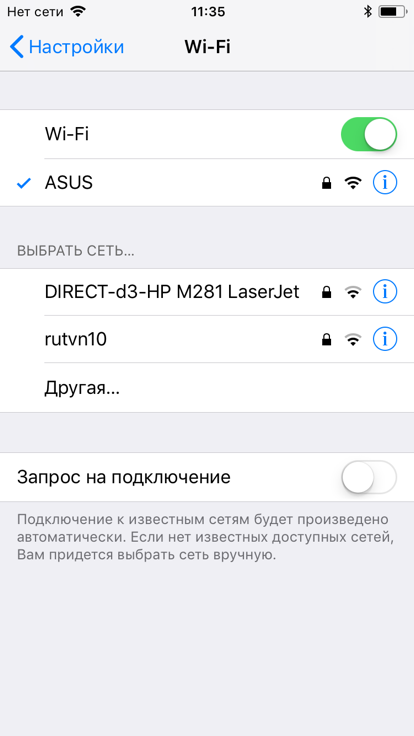 Нет сети 11:35
Настройки Wi-Fi
Wi-Fi
ASUS
ВЫБРАТЬ СЕТЬ...
DIRECT-d3-HP M281 LaserJet
rutvn10
Другая...
Запрос на подключение
Подключение к известным сетям будет произведено
автоматически. Если нет известных доступных сетей,
Вам придется выбрать сеть вручную.